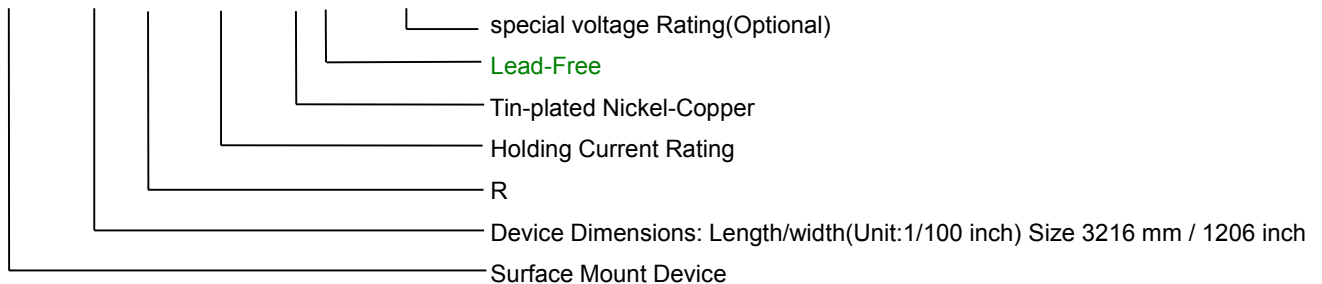 special voltage Rating(Optional)
Lead-Free
Tin-plated Nickel-Copper
Holding Current Rating
R
Device Dimensions: Length/width(Unit:1/100 inch) Size 3216 mm / 1206 inch
Surface Mount Device